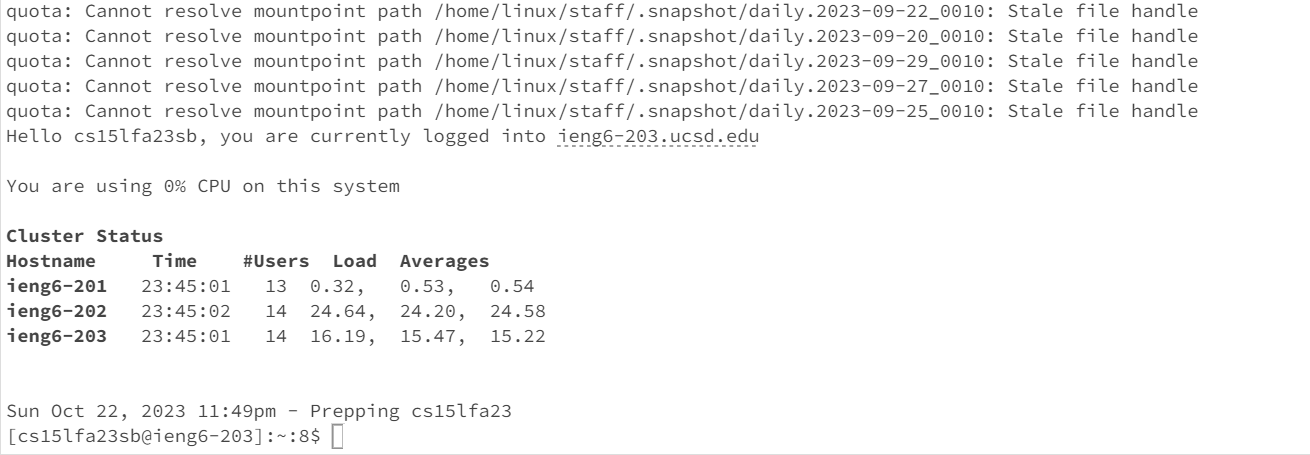 quota: Cannot resolve mountpoint path /home/linux/staff/.snapshot/daily.2023-09-22_0010: Stale file handle
quota: Cannot resolve mountpoint path /home/linux/staff/.snapshot/daily.2023-09-20_0010: Stale file handle
quota: Cannot resolve mountpoint path /home/linux/staff/.snapshot/daily.2023-09-29_0010: Stale file handle
quota: Cannot resolve mountpoint path /home/linux/staff/.snapshot/daily.2023-09-27_0010: Stale file handle
quota: Cannot resolve mountpoint path /home/linux/staff/.snapshot/daily.2023-09-25_0010: Stale file handle
Hello cs15lfa23sb, you are currently logged into ieng6-203.ucsd.edu
You are using 0% CPU on this system
Cluster Status
Hostname     Time    #Users  Load  Averages
ieng6-201   23:45:01   13  0.32,   0.53,   0.54
ieng6-202   23:45:02   14  24.64,  24.20,  24.58
ieng6-203   23:45:01   14  16.19,  15.47,  15.22
Sun Oct 22, 2023 11:49pm - Prepping cs15lfa23
[cs15lfa23sb@ieng6-203]:~:8$